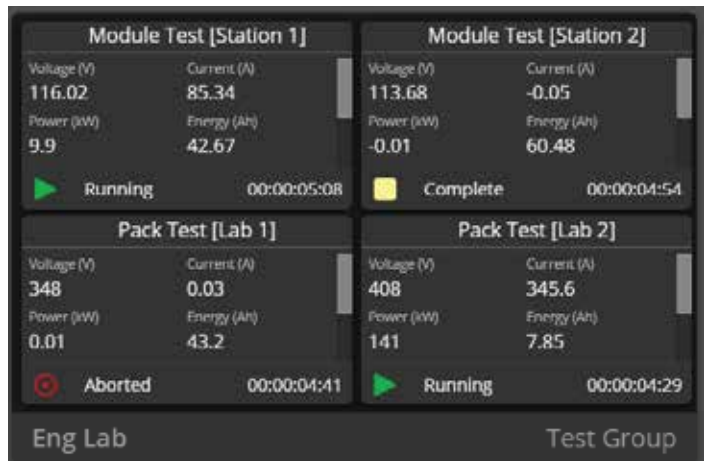 Module Test [Station 1]
Voltage (V) Current (A)
116.02 85.34
Power (kW) Energy (Ah)
9.9 42.67
Running 00:00:05:08
Module Test [Station 2]
Voltage (V) Current (A)
113.68 -0.05
Power (kW) Energy (Ah)
-0.01 60.48
Complete 00:00:04:54
Pack Test [Lab 1]
Voltage (V) Current (A)
348 0.03
Power (kW) Energy (Ah)
0.01 43.2
Aborted 00:00:04:41
Pack Test [Lab 2]
Voltage (V) Current (A)
408 345.6
Power (kW) Energy (Ah)
141 7.85
Running 00:00:04:29
Eng Lab Test Group